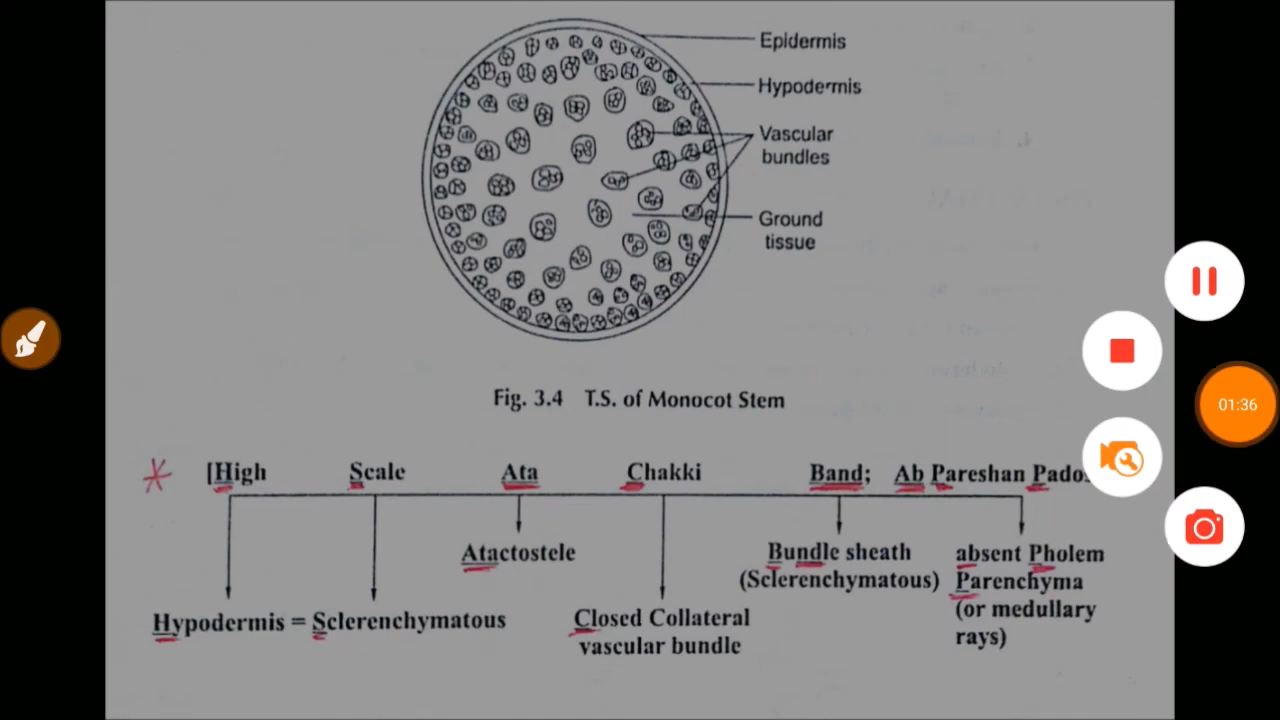 Epidermis
Hypodermis
Vascular
bundles
Ground
tissue
Fig. 3.4 T.S. of Monocot Stem
[High Scale Ata Chakki Band; Ab Pareshan
Atactostele
Bundle sheath
(Sclerenchymatous)
absent Pholem
Parenchyma
(or medullary
rays)
Hypodermis = Sclerenchymatous
Closed Collateral
vascular bundle
01:36